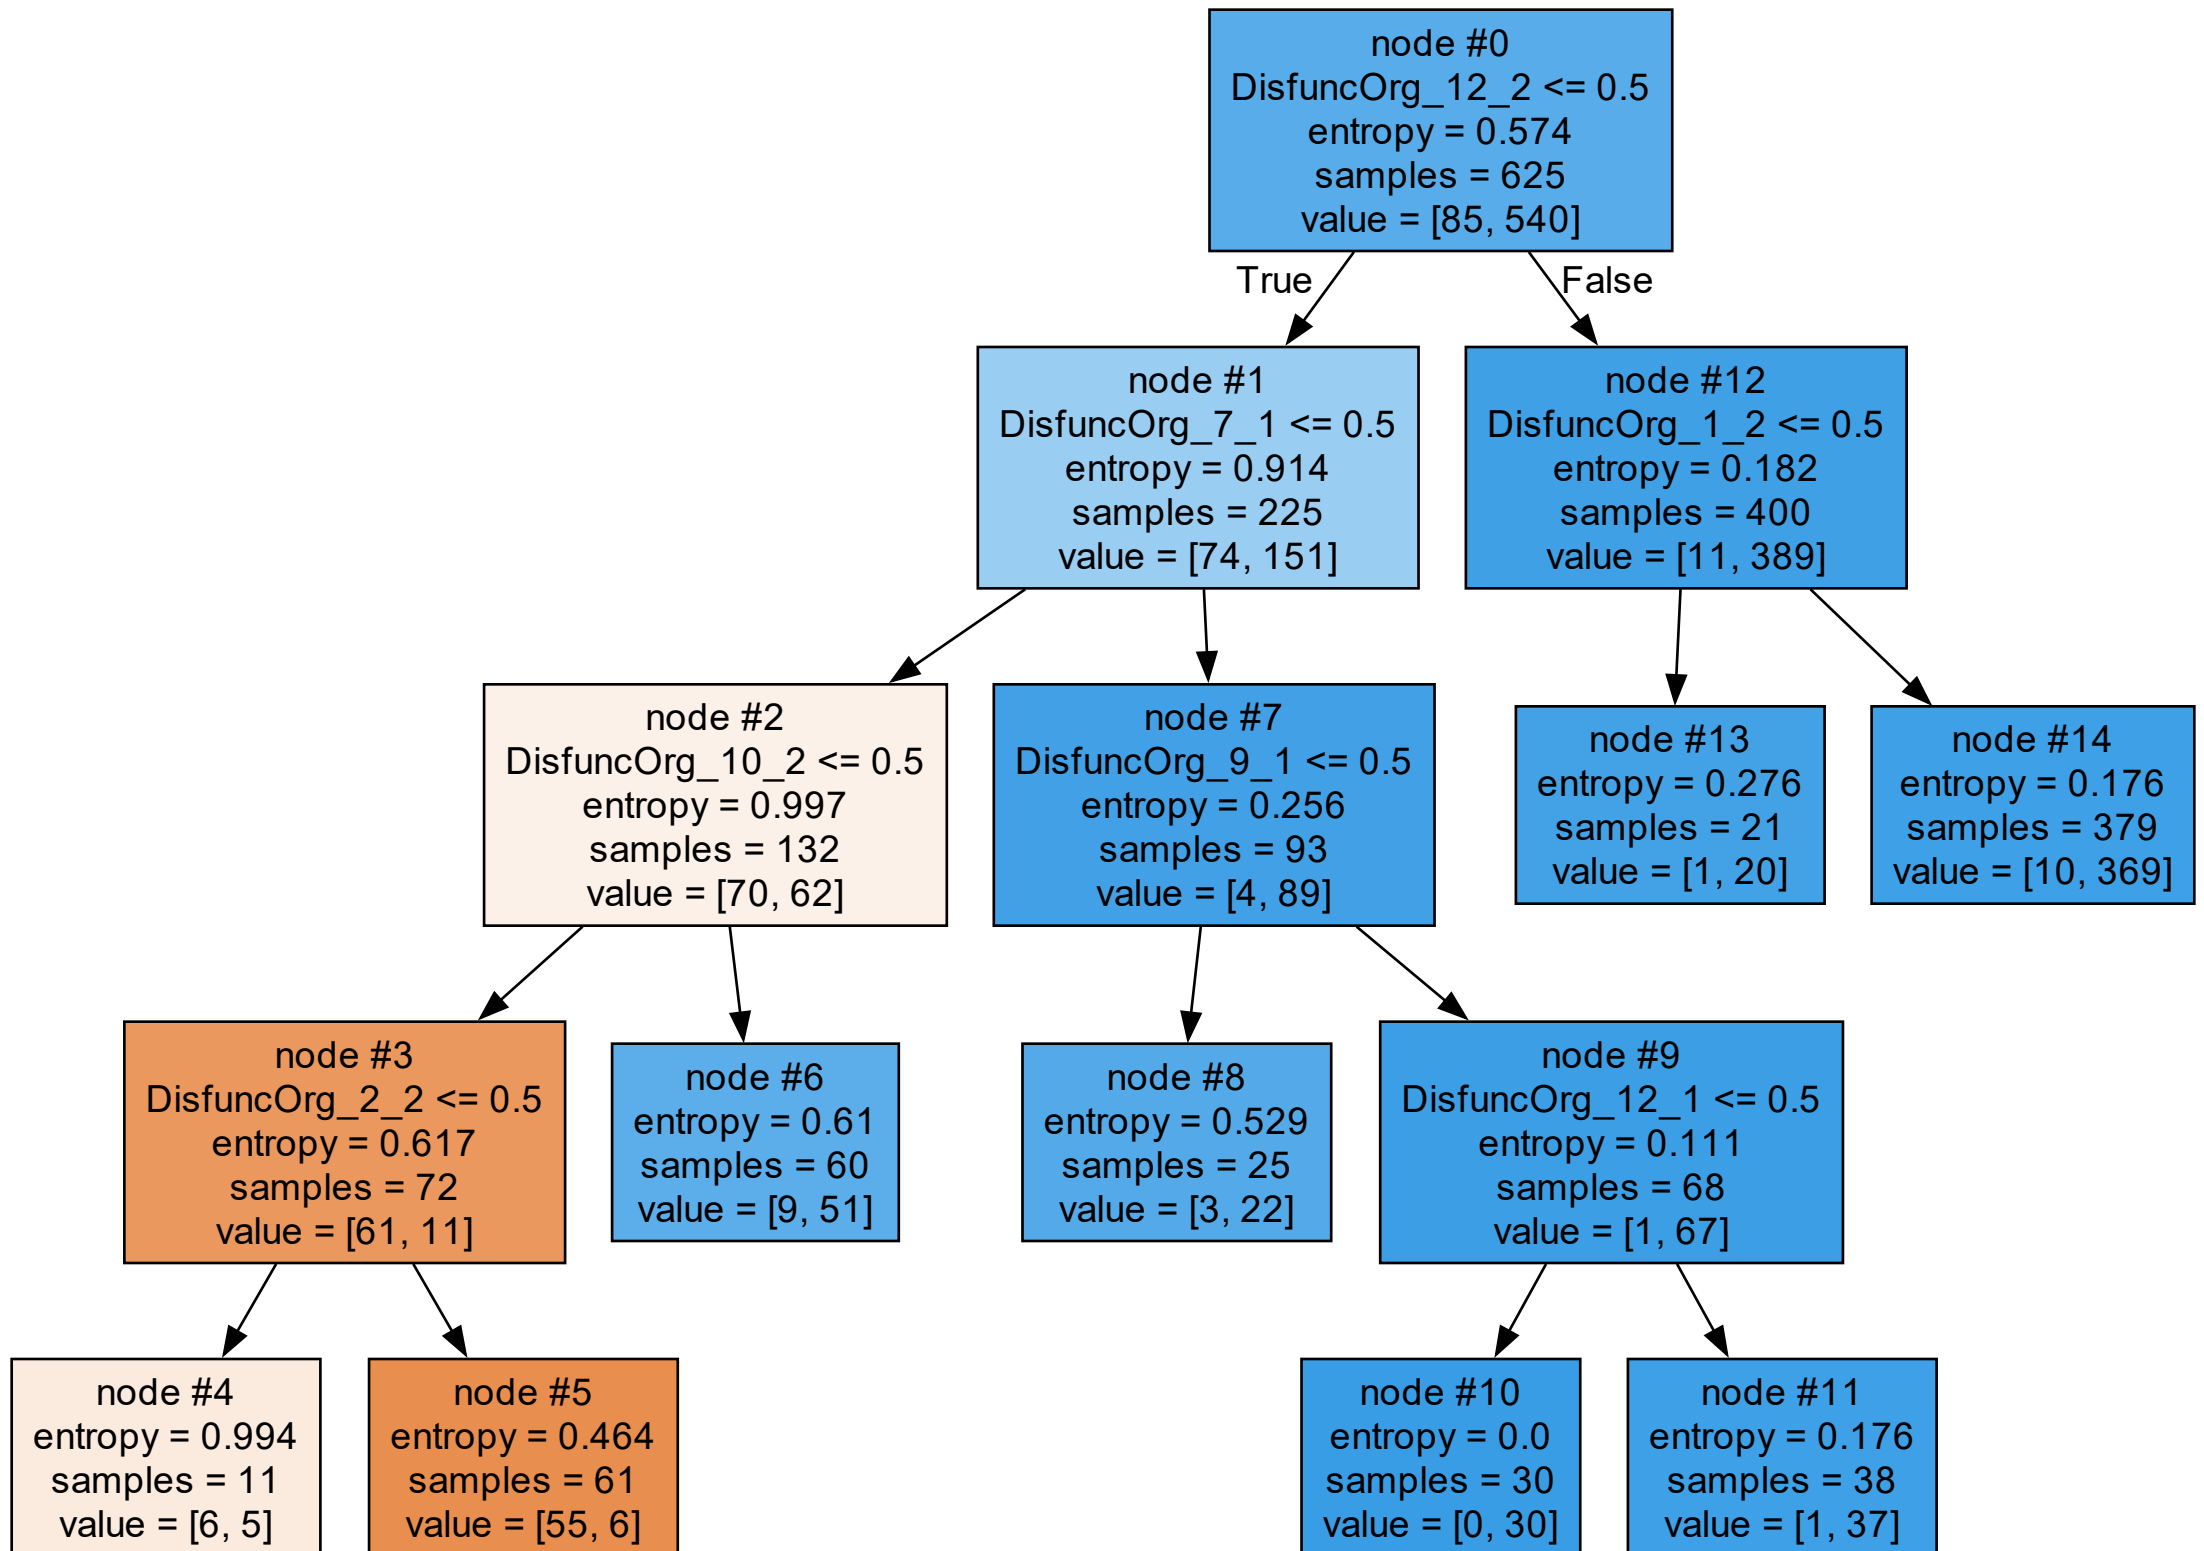 node #0
DisfuncOrg_12_2 <= 0.5
entropy = 0.574
samples = 625
value = [85, 540]
True
False
node #1
DisfuncOrg_7_1 <= 0.5
entropy = 0.914
samples = 225
value = [74, 151]
node #12
DisfuncOrg_1_2 <= 0.5
entropy = 0.182
samples = 400
value = [11, 389]
node #2
DisfuncOrg_10_2 <= 0.5
entropy = 0.997
samples = 132
value = [70, 62]
node #7
DisfuncOrg_9_1 <= 0.5
entropy = 0.256
samples = 93
value = [4, 89]
node #13
entropy = 0.276
samples = 21
value = [1, 20]
node #14
entropy = 0.176
samples = 379
value = [10, 369]
node #3
DisfuncOrg_2_2 <= 0.5
entropy = 0.617
samples = 72
value = [61, 11]
node #6
entropy = 0.61
samples = 60
value = [9, 51]
node #8
entropy = 0.529
samples = 25
value = [3, 22]
node #9
DisfuncOrg_12_1 <= 0.5
entropy = 0.111
samples = 68
value = [1, 67]
node #4
entropy = 0.994
samples = 11
value = [6, 5]
node #5
entropy = 0.464
samples = 61
value = [55, 6]
node #10
entropy = 0.0
samples = 30
value = [0, 30]
node #11
entropy = 0.176
samples = 38
value = [1, 37]